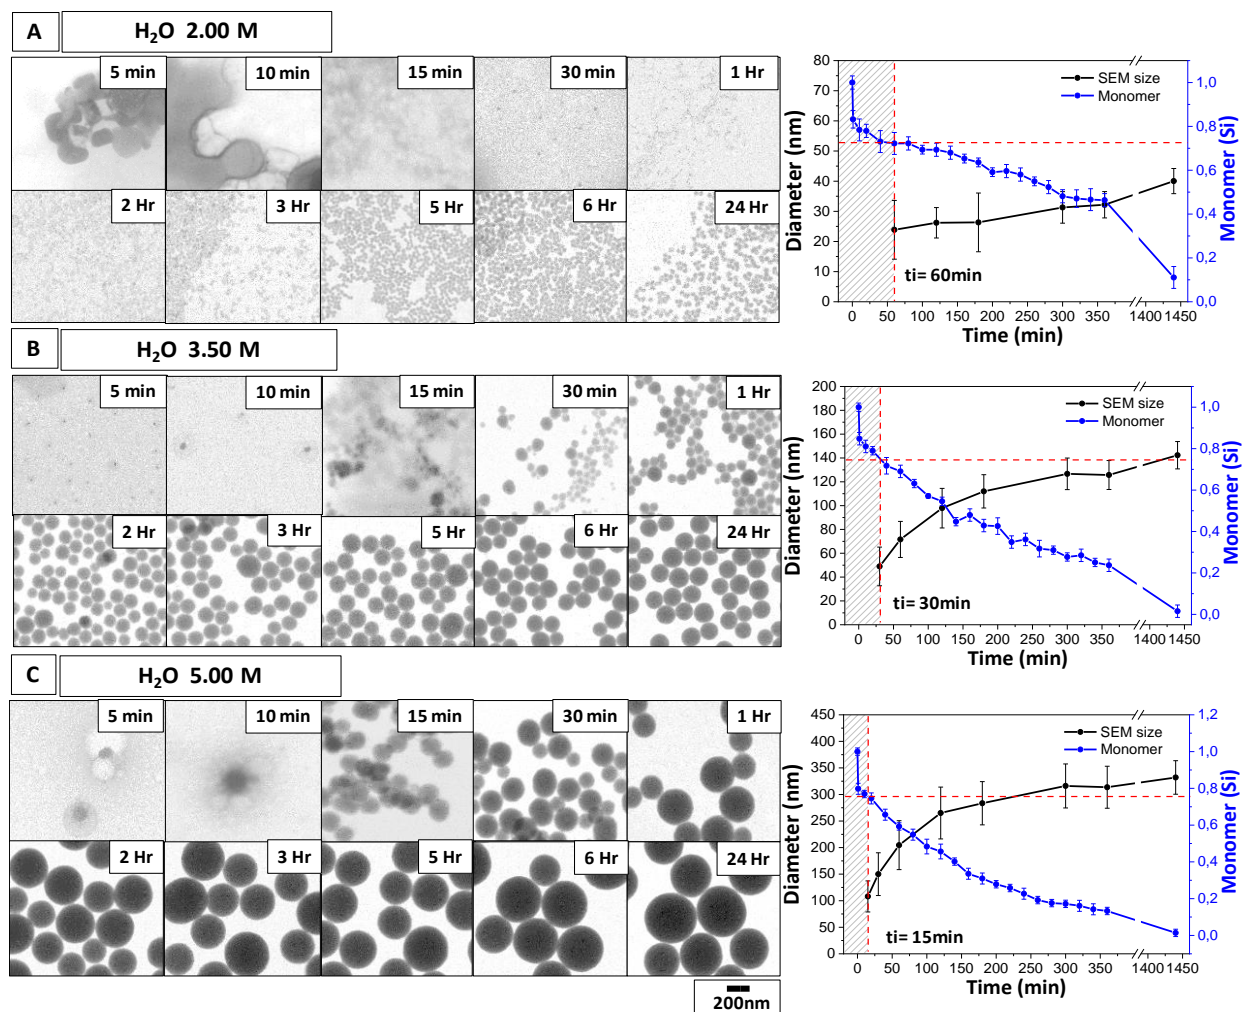 A
H₂O 2.00 M
5 min
10 min
15 min
30 min
1 Hr
2 Hr
3 Hr
5 Hr
6 Hr
24 Hr
80
70
60
50
40
30
20
10
0
Diameter (nm)
SEM size
Monomer
ti= 60min
1,0
0,8
0,6
0,4
0,2
0,0
Monomer (Si)
0 50 100 150 200 250 300 350 1400 1450
Time (min)
B
H₂O 3.50 M
5 min
10 min
15 min
30 min
1 Hr
2 Hr
3 Hr
5 Hr
6 Hr
24 Hr
200
180
160
140
120
100
80
60
40
20
0
Diameter (nm)
SEM size
Monomer
ti= 30min
1,0
0,8
0,6
0,4
0,2
0,0
Monomer (Si)
0 50 100 150 200 250 300 350 1400 1450
Time (min)
C
H₂O 5.00 M
5 min
10 min
15 min
30 min
1 Hr
2 Hr
3 Hr
5 Hr
6 Hr
24 Hr
450
400
350
300
250
200
150
100
50
0
Diameter (nm)
SEM size
Monomer
ti= 15min
1,2
1,0
0,8
0,6
0,4
0,2
0,0
Monomer (Si)
0 50 100 150 200 250 300 350 1400 1450
Time (min)
200nm